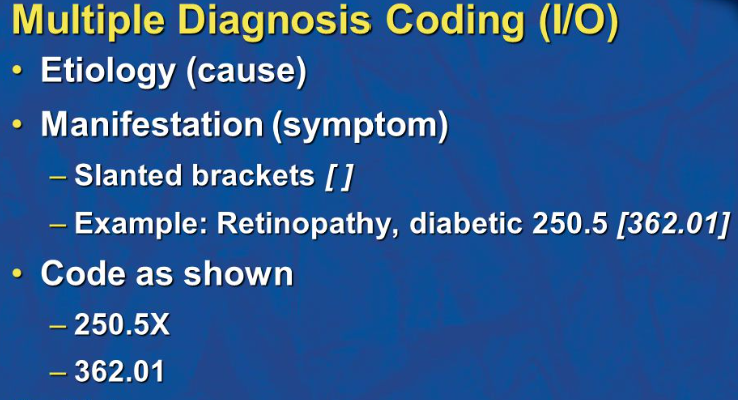 Multiple Diagnosis Coding (I/O)
• Etiology (cause)
• Manifestation (symptom)
– Slanted brackets [ ]
– Example: Retinopathy, diabetic 250.5 [362.01]
• Code as shown
– 250.5X
– 362.01